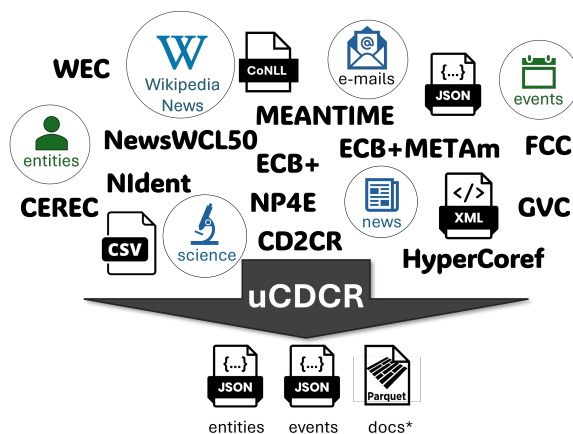 WEC
W
Wikipedia
News
CoNLL
@
e-mails
{...}
JSON
events
entities
MEANTIME
NewsWCL50
ECB+
ECB+METAm
FCC
NIdent
CEREC
NP4E
news
</>
XML
GVC
CSV
science
CD2CR
HyperCoref
uCDCR
{...}
JSON
entities
{...}
JSON
events
Parquet
docs*